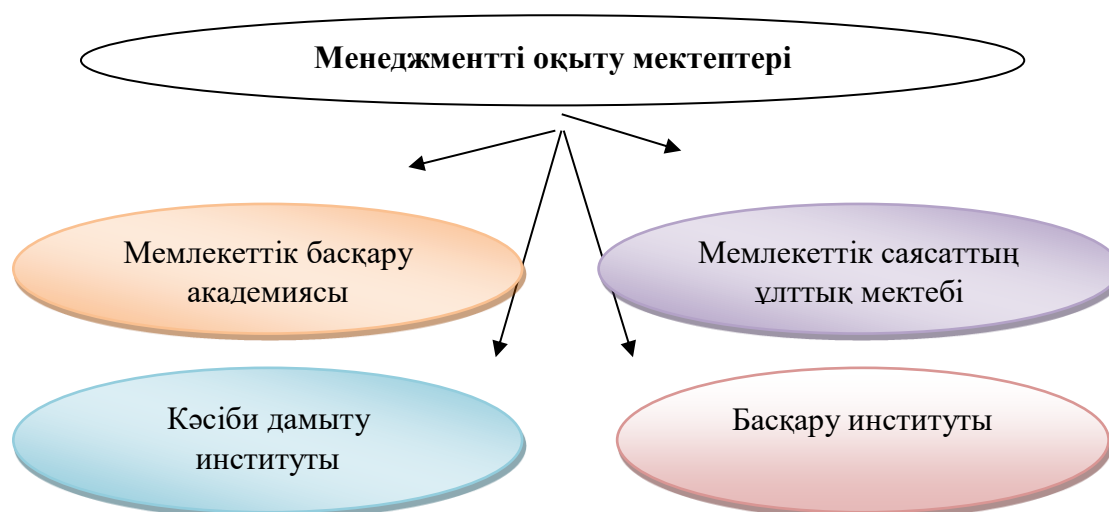 Менеджментті оқыту мектептері
Мемлекеттік басқару
академиясы
Мемлекеттік саясаттың
ұлттық мектебі
Кәсіби дамыту
институты
Басқару институты